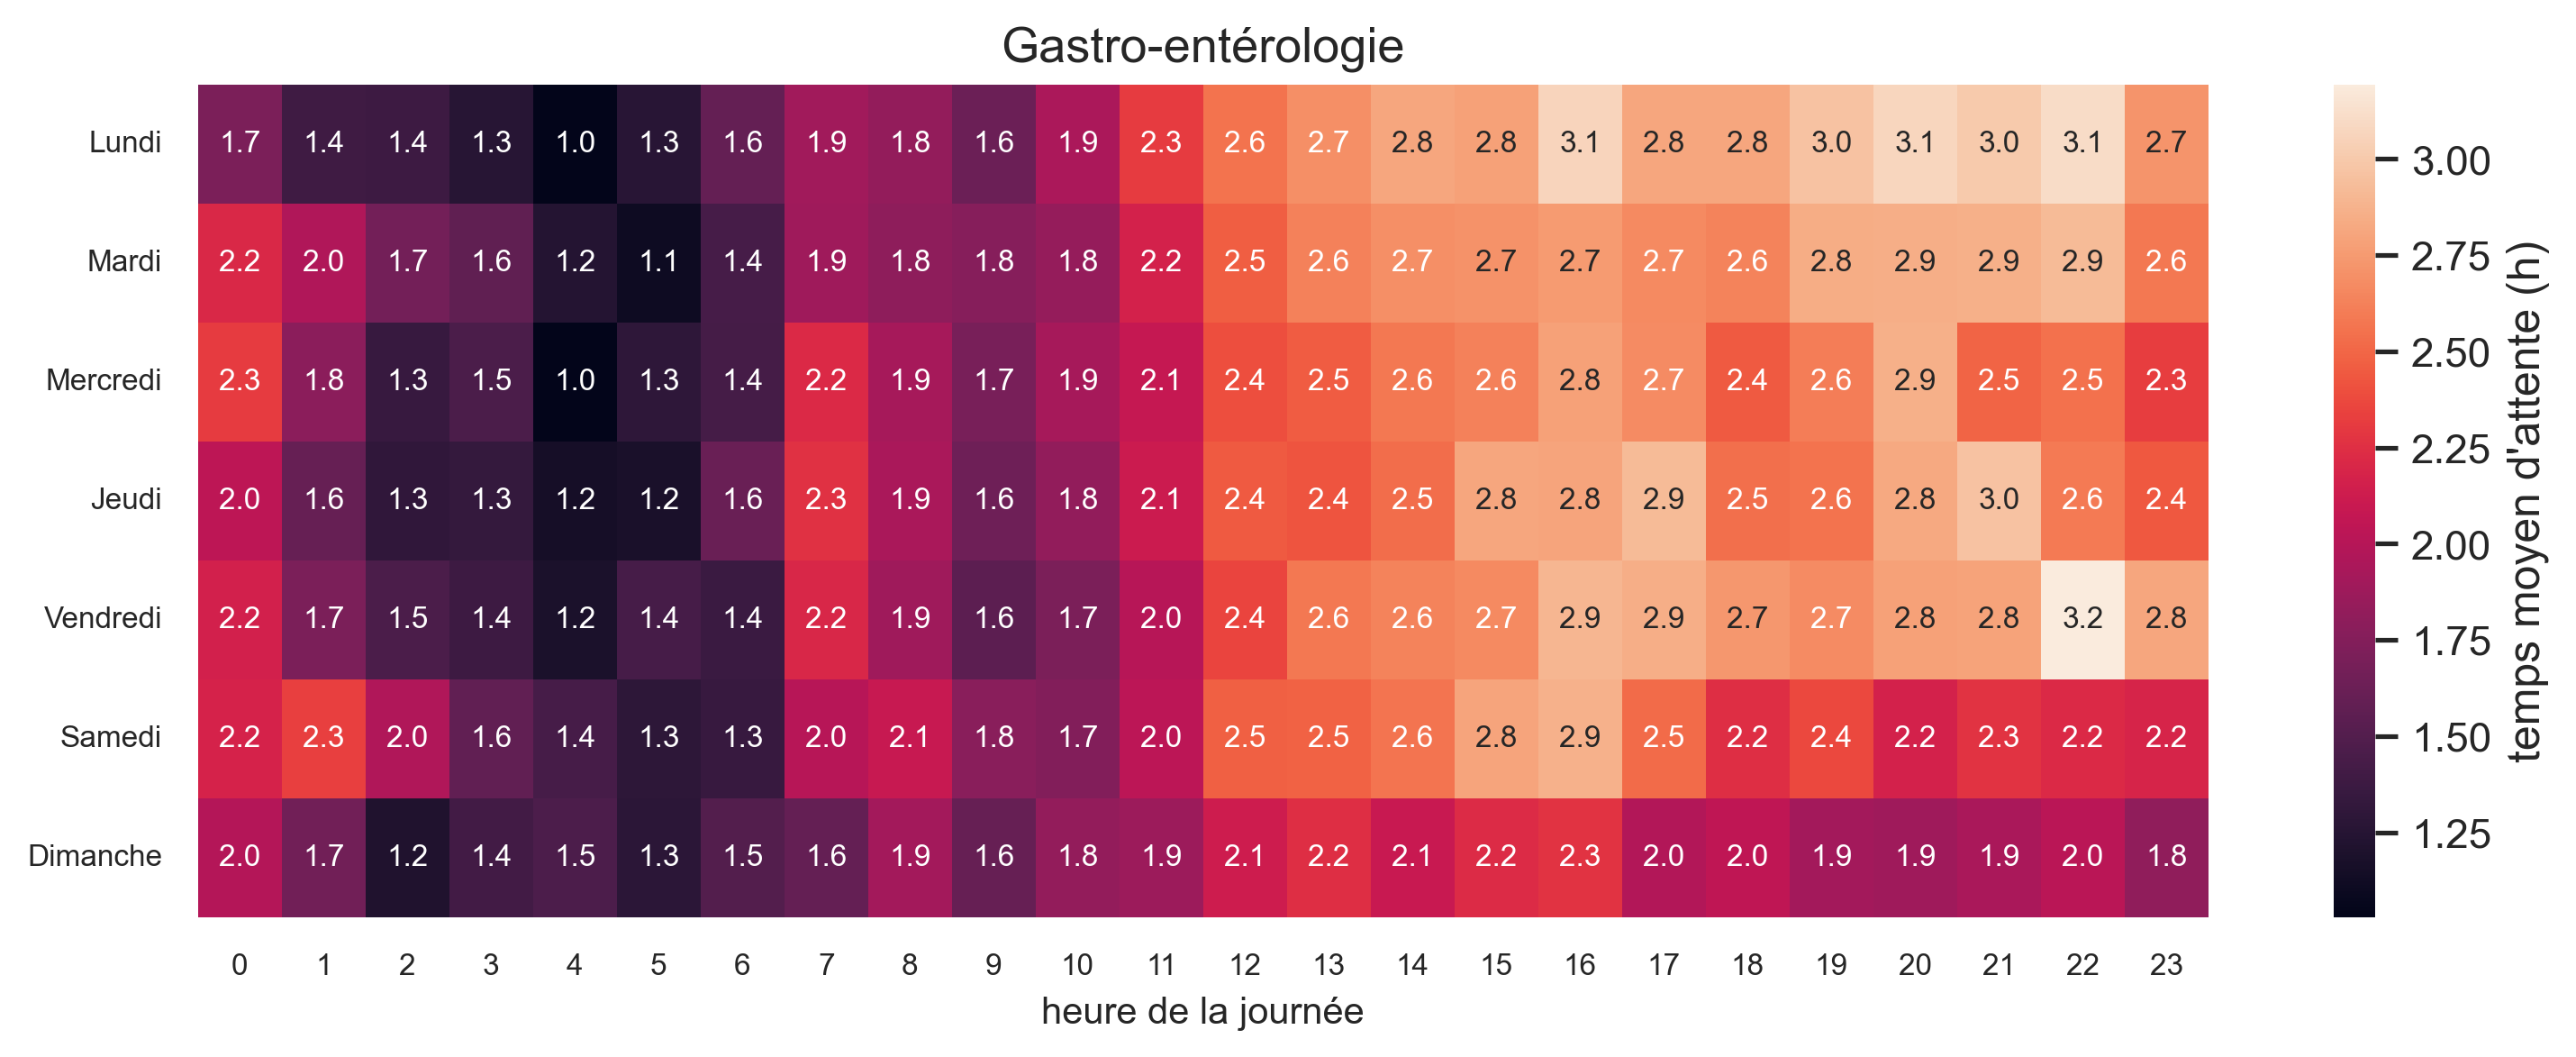 Gastro-entérologie
Lundi 1.7 1.4 1.4 1.3 1.0 1.3 1.6 1.9 1.8 1.6 1.9 2.3 2.6 2.7 2.8 2.8 3.1 2.8 2.8 3.0 3.1 3.0 3.1 2.7
Mardi 2.2 2.0 1.7 1.6 1.2 1.1 1.4 1.9 1.8 1.8 1.8 2.2 2.5 2.6 2.7 2.7 2.7 2.7 2.6 2.8 2.9 2.9 2.9 2.6
Mercredi 2.3 1.8 1.3 1.5 1.0 1.3 1.4 2.2 1.9 1.7 1.9 2.1 2.4 2.5 2.6 2.6 2.8 2.7 2.4 2.6 2.9 2.5 2.5 2.3
Jeudi 2.0 1.6 1.3 1.3 1.2 1.2 1.6 2.3 1.9 1.6 1.8 2.1 2.4 2.4 2.5 2.8 2.8 2.9 2.5 2.6 2.8 3.0 2.6 2.4
Vendredi 2.2 1.7 1.5 1.4 1.2 1.4 1.4 2.2 1.9 1.6 1.7 2.0 2.4 2.6 2.6 2.7 2.9 2.9 2.7 2.7 2.8 2.8 3.2 2.8
Samedi 2.2 2.3 2.0 1.6 1.4 1.3 1.3 2.0 2.1 1.8 1.7 2.0 2.5 2.5 2.6 2.8 2.9 2.5 2.2 2.4 2.2 2.3 2.2 2.2
Dimanche 2.0 1.7 1.2 1.4 1.5 1.3 1.5 1.6 1.9 1.6 1.8 1.9 2.1 2.2 2.1 2.2 2.3 2.0 2.0 1.9 1.9 1.9 2.0 1.8
0 1 2 3 4 5 6 7 8 9 10 11 12 13 14 15 16 17 18 19 20 21 22 23
heure de la journée
3.00
2.75
2.50
2.25
2.00
1.75
1.50
1.25
temps moyen d'attente (h)